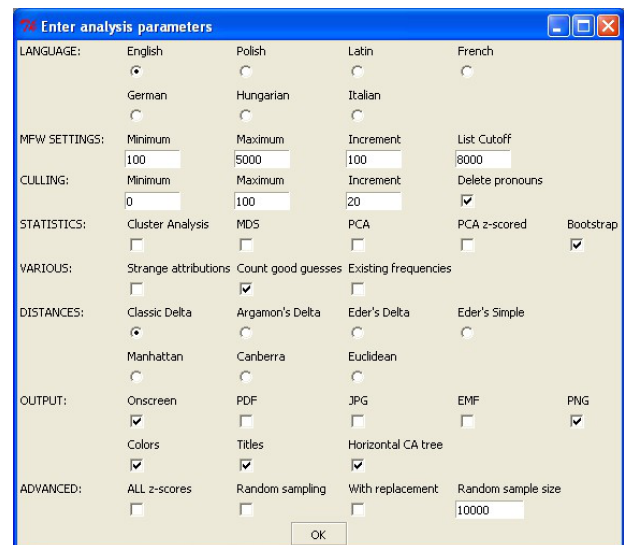 Enter analysis parameters
LANGUAGE: English Polish Latin French
German Hungarian Italian
MFW SETTINGS: Minimum Maximum Increment List Cutoff
100 5000 100 8000
CULLING: Minimum Maximum Increment Delete pronouns
0 100 20
STATISTICS: Cluster Analysis MDS PCA PCA z-scored Bootstrap
VARIOUS: Strange attributions Count good guesses Existing frequencies
DISTANCES: Classic Delta Argamon's Delta Eder's Delta Eder's Simple
Manhattan Canberra Euclidean
OUTPUT: Onscreen PDF JPG EMF PNG
Colors Titles Horizontal CA tree
ADVANCED: ALL z-scores Random sampling With replacement Random sample size
10000
OK